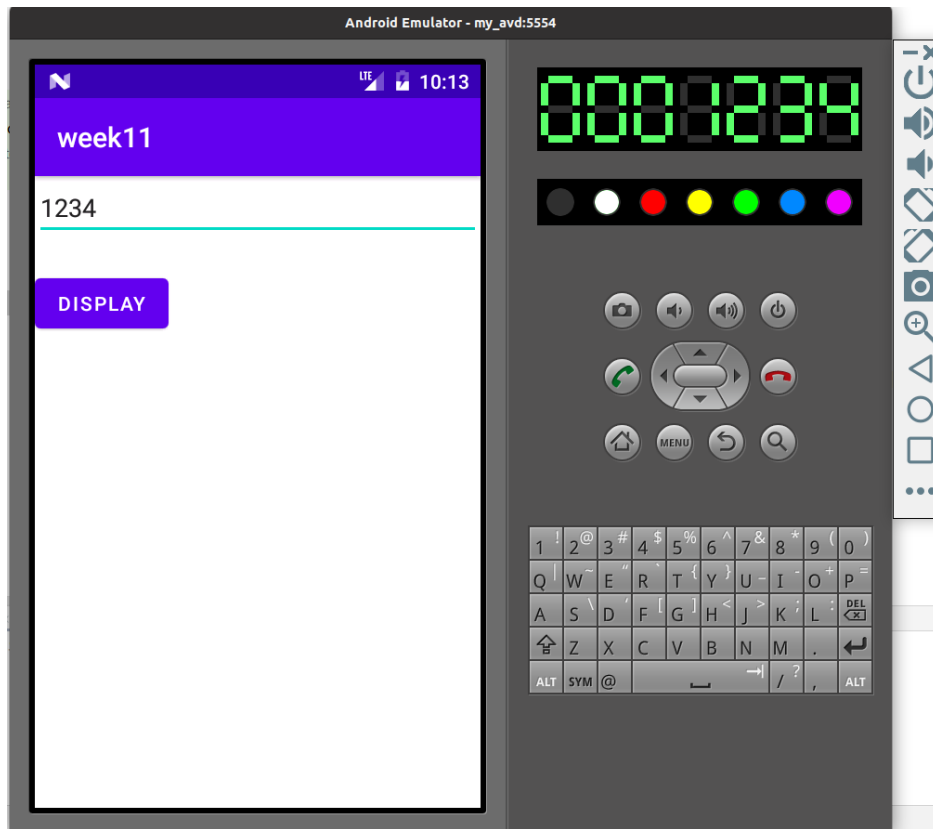 Android Emulator - my_avd:5554
LTE 10:13
week11
1234
DISPLAY
0001234
MENU
1 ! 2 @ 3 # 4 $ 5 % 6 ^ 7 & 8 * 9 ( 0 )
Q | W ~ E " R ` T { Y } U _ I - O + P =
A S \ D ' F [ G ] H < J > K ; L : DEL
Z X C V B N M .
ALT SYM @ / ? , ALT